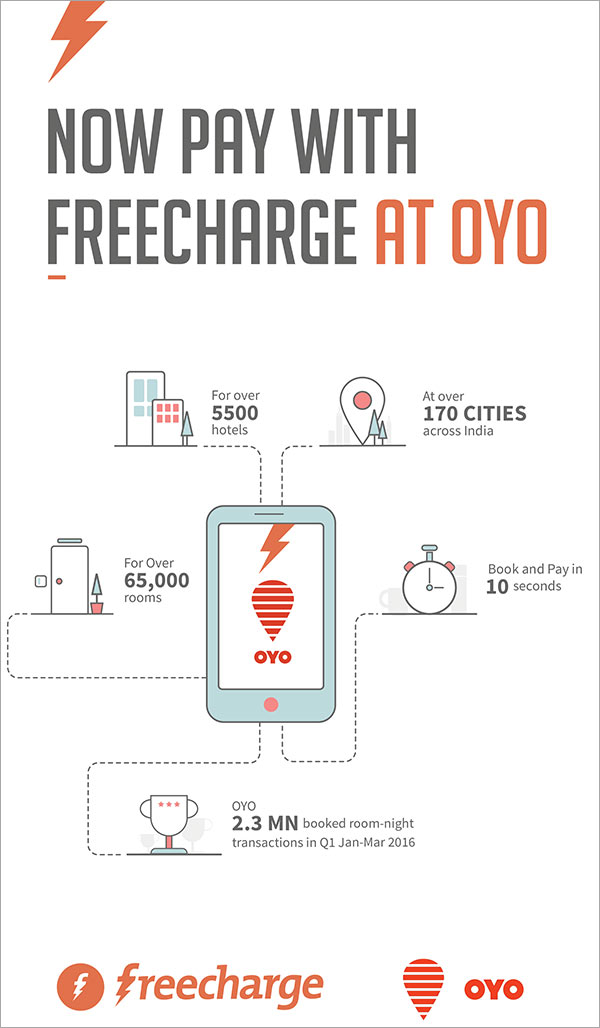 NOW PAY WITH
FREECHARGE AT OYO
For over
5500
hotels
At over
170 CITIES
across India
For Over
65,000
rooms
Book and Pay in
10 seconds
OYO
OYO
2.3 MN booked room-night
transactions in Q1 Jan-Mar 2016
f freecharge
OYO